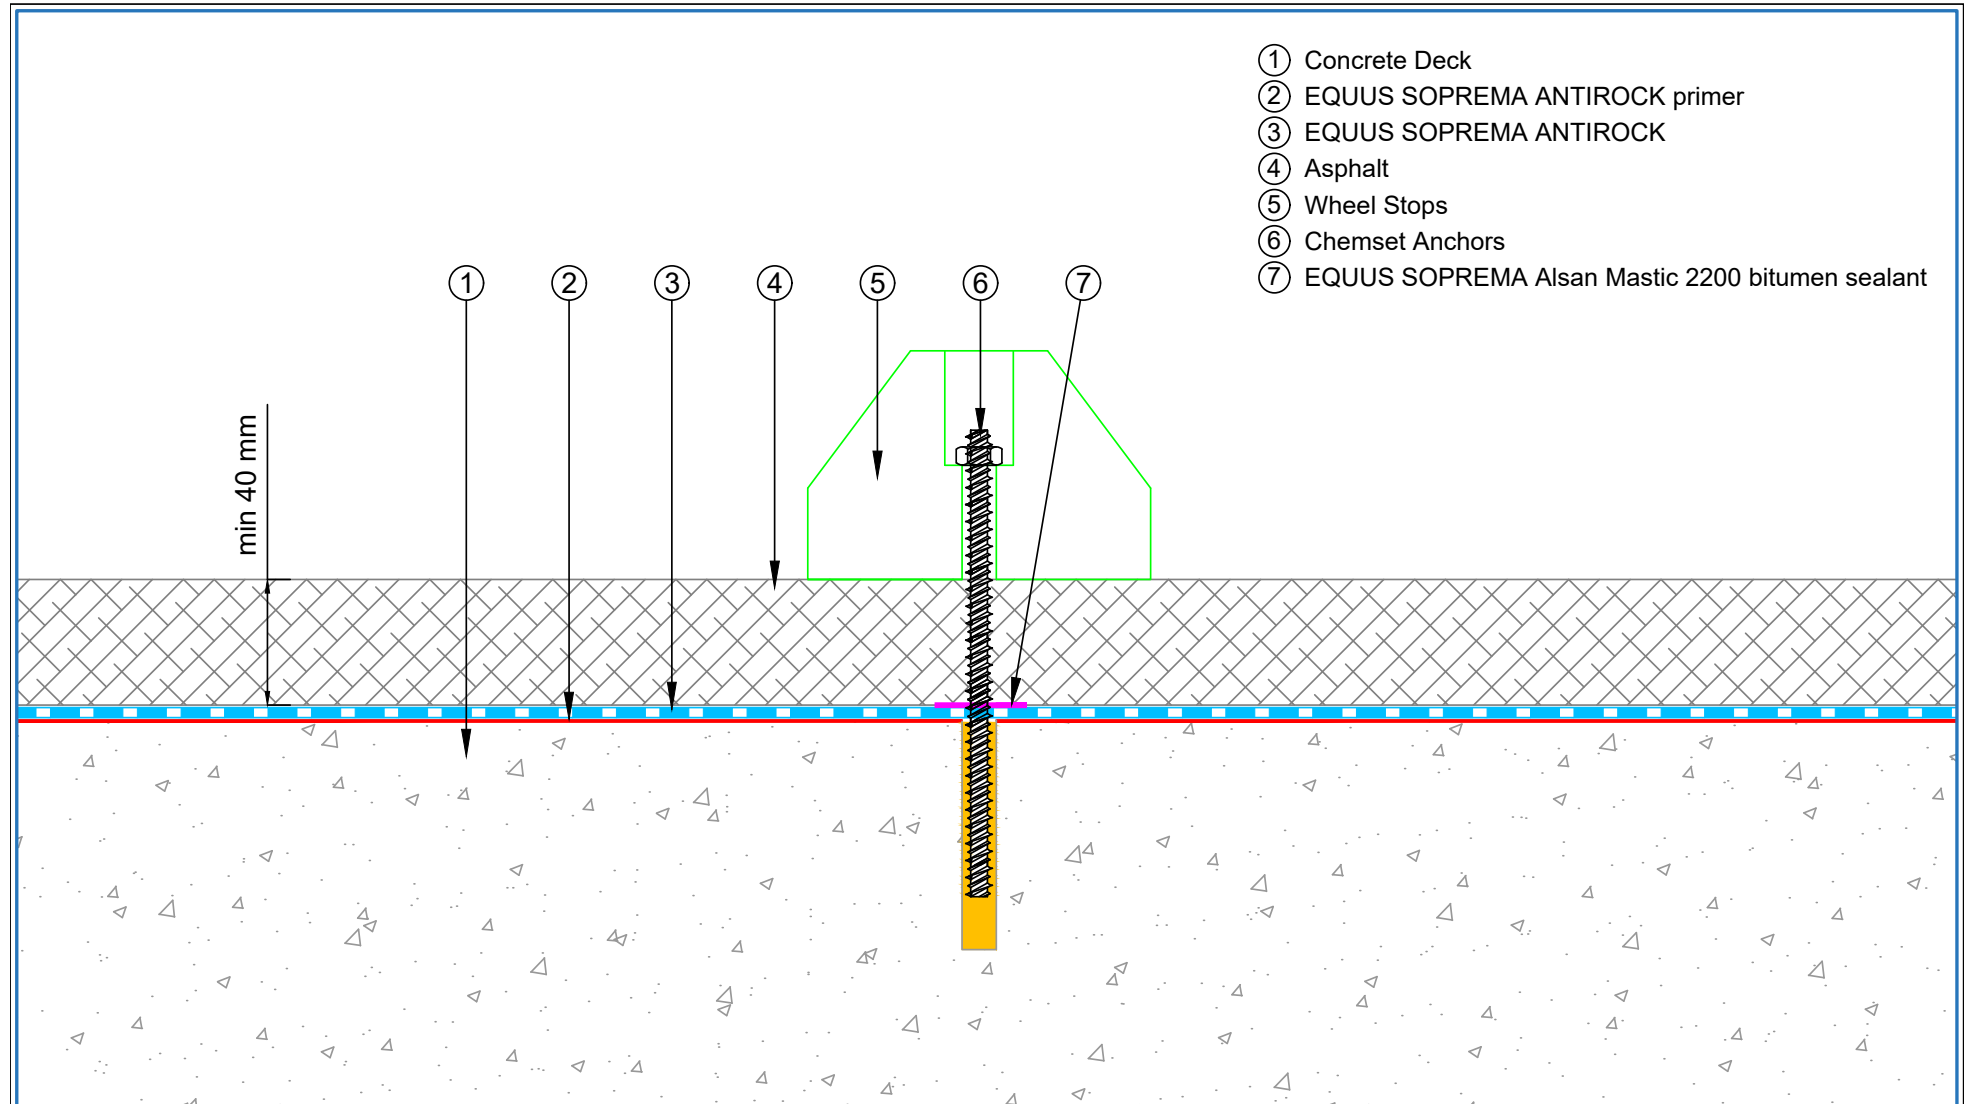 ① Concrete Deck
② EQUUS SOPREMA ANTIROCK primer
③ EQUUS SOPREMA ANTIROCK
④ Asphalt
⑤ Wheel Stops
⑥ Chemset Anchors
⑦ EQUUS SOPREMA Alsan Mastic 2200 bitumen sealant
① ② ③ ④ ⑤ ⑥ ⑦
min 40 mm